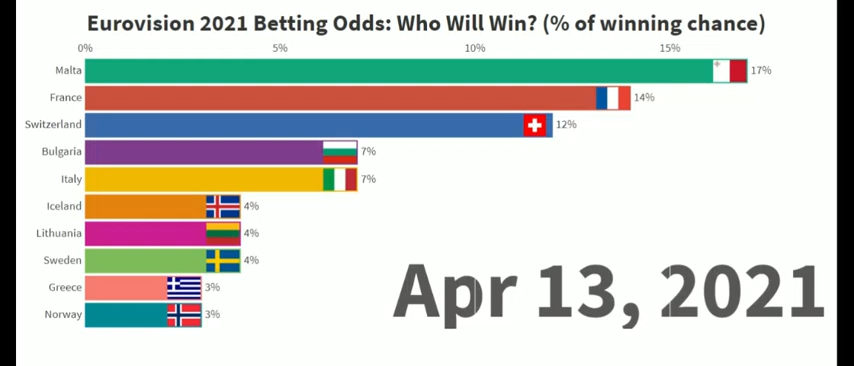 Eurovision 2021 Betting Odds: Who Will Win? (% of winning chance)
0% 5% 10% 15%
Malta 17%
France 14%
Switzerland 12%
Bulgaria 7%
Italy 7%
Iceland 4%
Lithuania 4%
Sweden 4%
Greece 3%
Norway 3%
Apr 13, 2021